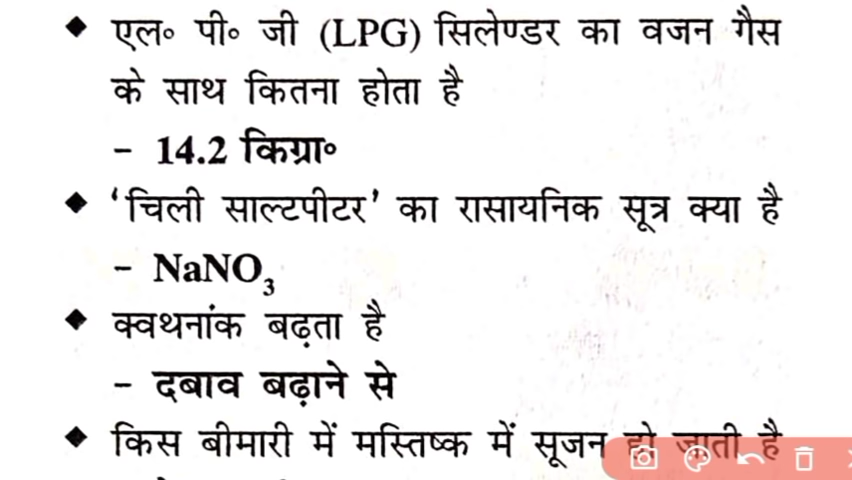 ◆ एल॰ पी॰ जी (LPG) सिलेण्डर का वजन गैस
के साथ कितना होता है
– 14.2 किग्रा॰
◆ ‘चिली साल्टपीटर’ का रासायनिक सूत्र क्या है
– NaNO₃
◆ क्वथनांक बढ़ता है
– दबाव बढ़ाने से
◆ किस बीमारी में मस्तिष्क में सूजन हो जाती है